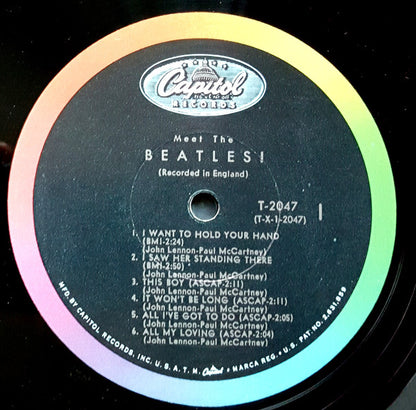 Capitol
RECORDS
Meet The
BEATLES!
(Recorded in England)
T-2047
(T-X-1-2047)
1
1. I WANT TO HOLD YOUR HAND
(BMI-2:24)
(John Lennon-Paul McCartney)
2. I SAW HER STANDING THERE
(BMI-2:50)
(John Lennon-Paul McCartney)
3. THIS BOY (ASCAP-2:11)
(John Lennon-Paul McCartney)
4. IT WON'T BE LONG (ASCAP-2:11)
(John Lennon-Paul McCartney)
5. ALL I'VE GOT TO DO (ASCAP-2:05)
(John Lennon-Paul McCartney)
6. ALL MY LOVING (ASCAP-2:04)
(John Lennon-Paul McCartney)
MFD. BY CAPITOL RECORDS, INC. U.S.A. T.M. Capitol • MARCA REG. • U.S. PAT. NO. 2,631,859